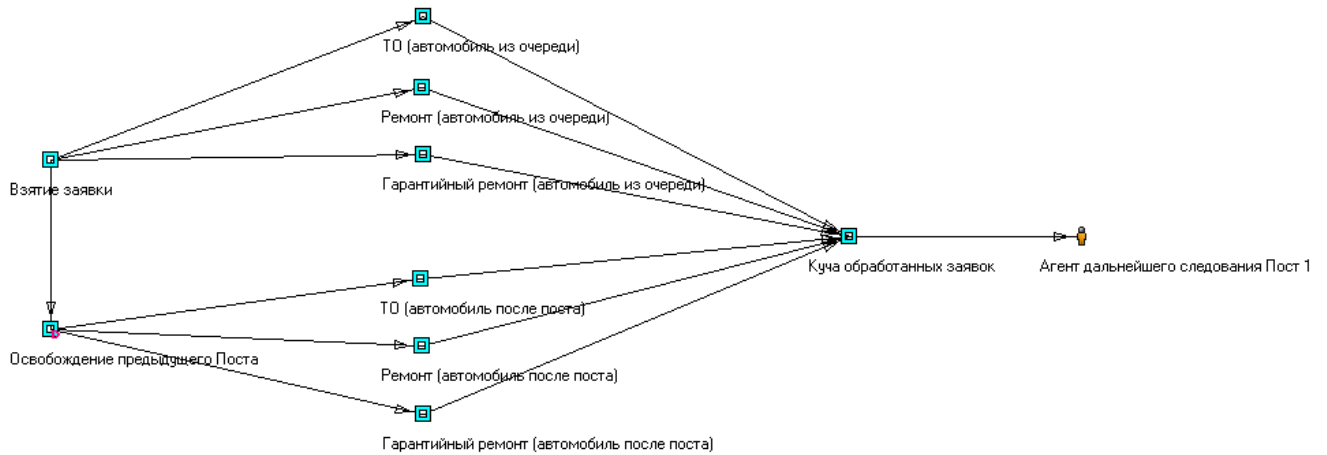 ТО (автомобиль из очереди)
Ремонт (автомобиль из очереди)
Взятие заявки
Гарантийный ремонт (автомобиль из очереди)
Куча обработанных заявок
Агент дальнейшего следования Пост 1
ТО (автомобиль после поста)
Освобождение предыдущего Поста
Ремонт (автомобиль после поста)
Гарантийный ремонт (автомобиль после поста)